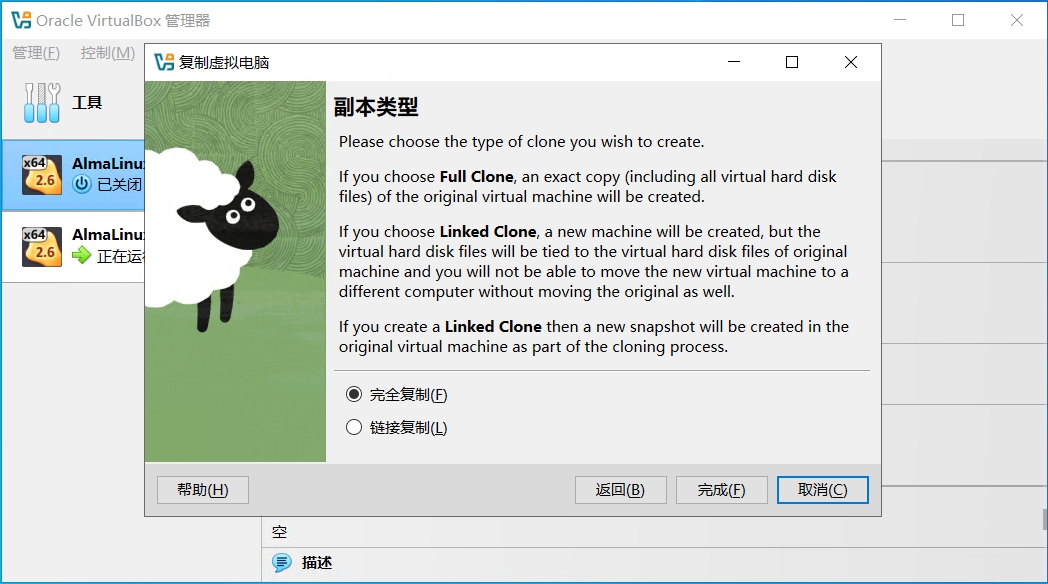 Oracle VirtualBox 管理器
管理(F) 控制(M)
工具
x64
2.6
AlmaLinux
已关闭
x64
2.6
AlmaLinux
正在运行
复制虚拟电脑
副本类型
Please choose the type of clone you wish to create.
If you choose Full Clone, an exact copy (including all virtual hard disk
files) of the original virtual machine will be created.
If you choose Linked Clone, a new machine will be created, but the
virtual hard disk files will be tied to the virtual hard disk files of original
machine and you will not be able to move the new virtual machine to a
different computer without moving the original as well.
If you create a Linked Clone then a new snapshot will be created in the
original virtual machine as part of the cloning process.
完全复制(F)
链接复制(L)
帮助(H) 返回(B) 完成(F) 取消(C)
空
描述